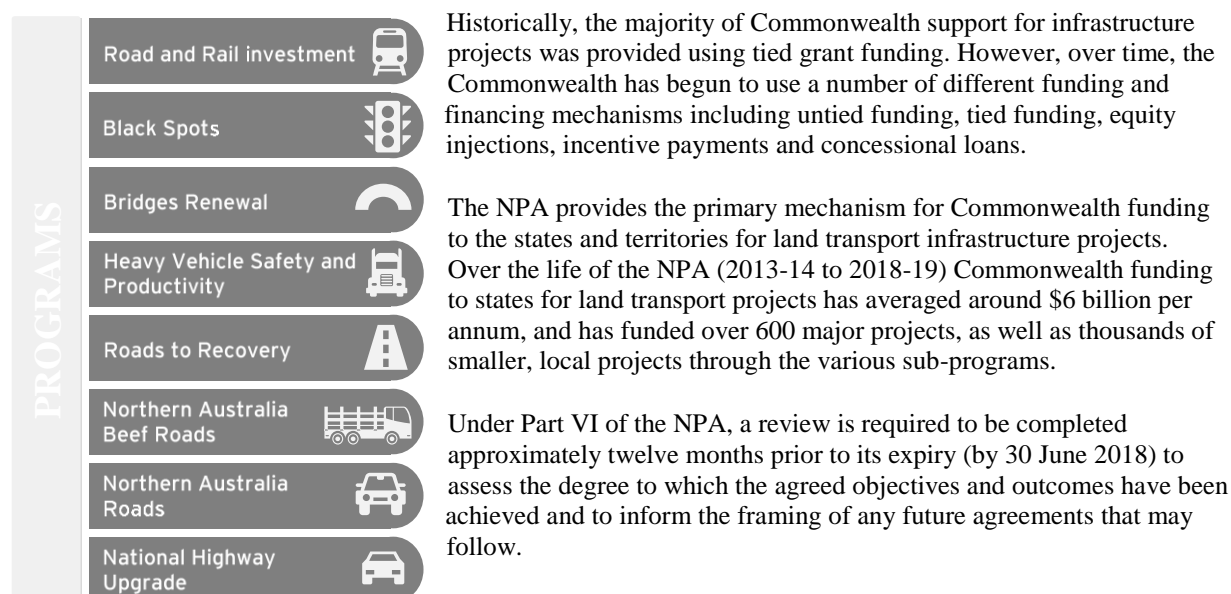 PROGRAMS
Road and Rail investment
Black Spots
Bridges Renewal
Heavy Vehicle Safety and
Productivity
Roads to Recovery
Northern Australia
Beef Roads
Northern Australia
Roads
National Highway
Upgrade
Historically, the majority of Commonwealth support for infrastructure
projects was provided using tied grant funding. However, over time, the
Commonwealth has begun to use a number of different funding and
financing mechanisms including untied funding, tied funding, equity
injections, incentive payments and concessional loans.
The NPA provides the primary mechanism for Commonwealth funding
to the states and territories for land transport infrastructure projects.
Over the life of the NPA (2013-14 to 2018-19) Commonwealth funding
to states for land transport projects has averaged around $6 billion per
annum, and has funded over 600 major projects, as well as thousands of
smaller, local projects through the various sub-programs.
Under Part VI of the NPA, a review is required to be completed
approximately twelve months prior to its expiry (by 30 June 2018) to
assess the degree to which the agreed objectives and outcomes have been
achieved and to inform the framing of any future agreements that may
follow.